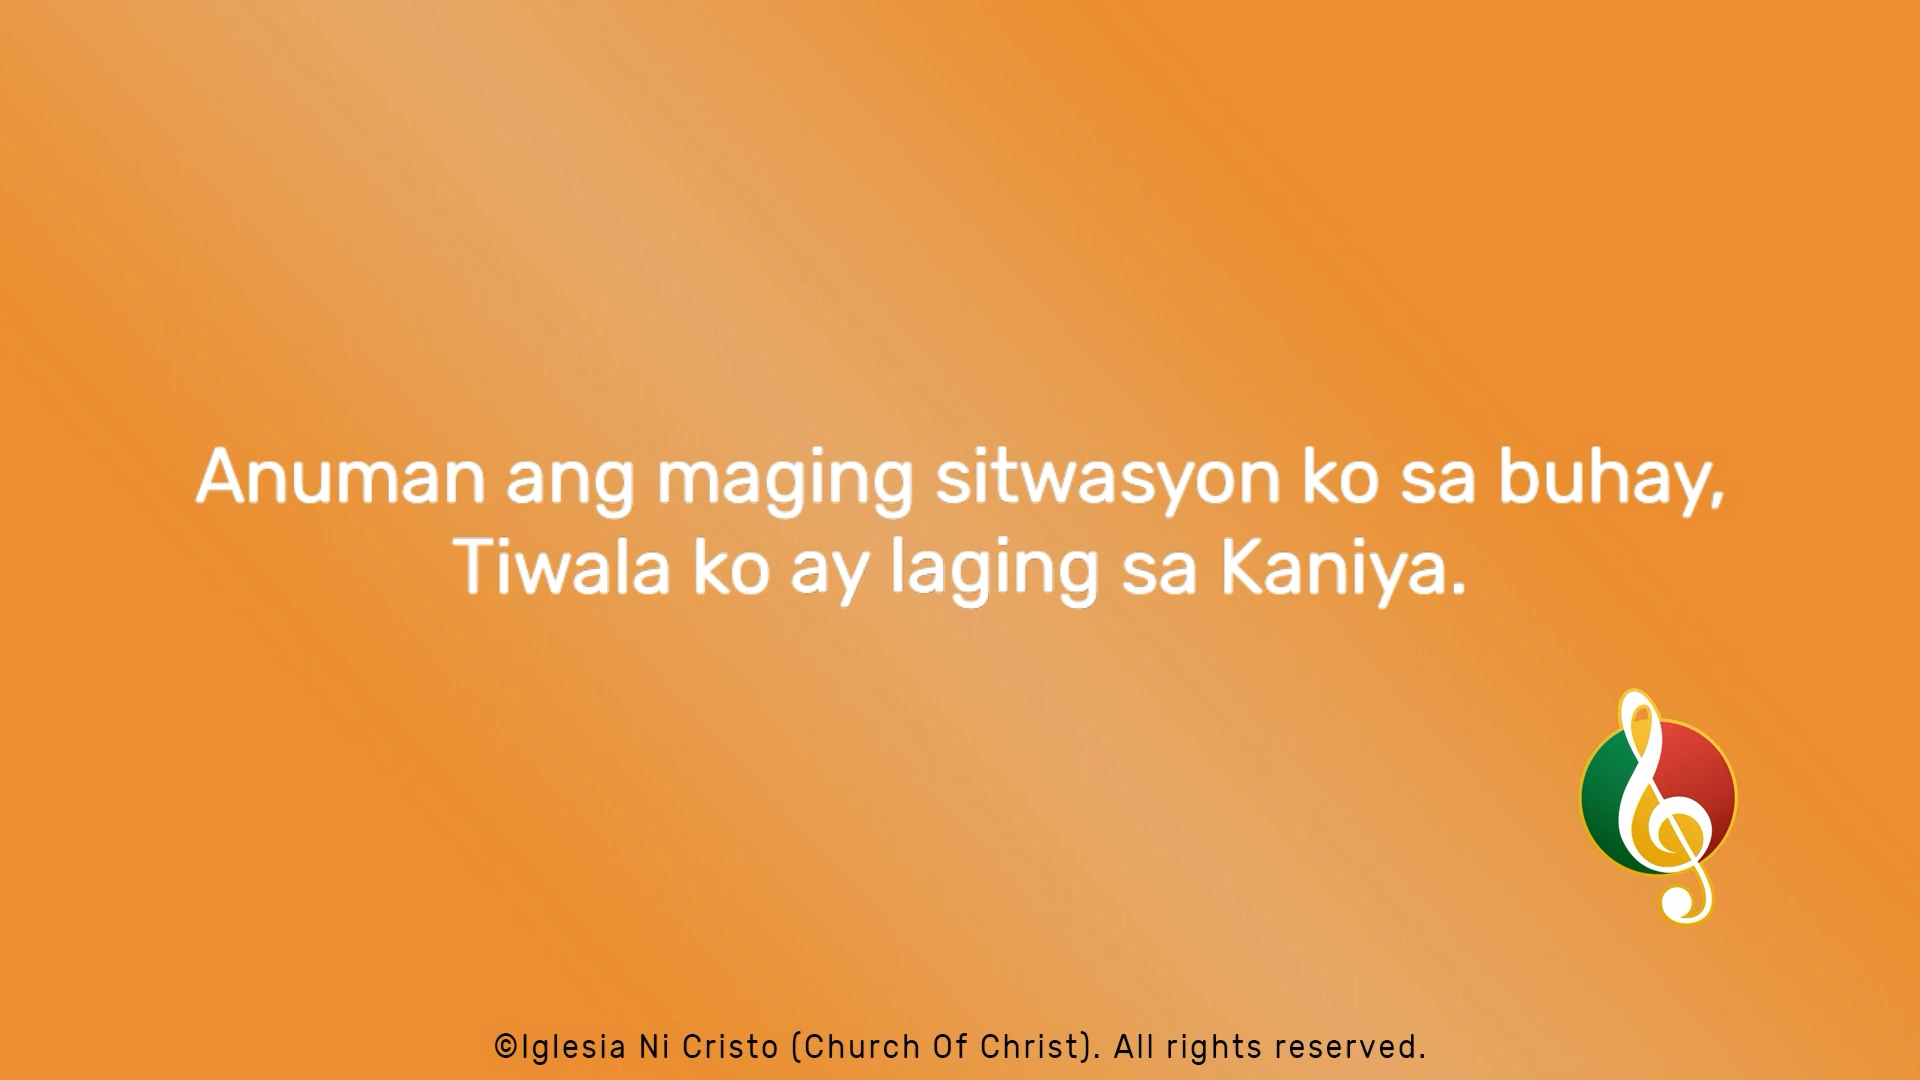 Anuman ang maging sitwasyon ko sa buhay,
Tiwala ko ay laging sa Kaniya.
©Iglesia Ni Cristo (Church Of Christ). All rights reserved.